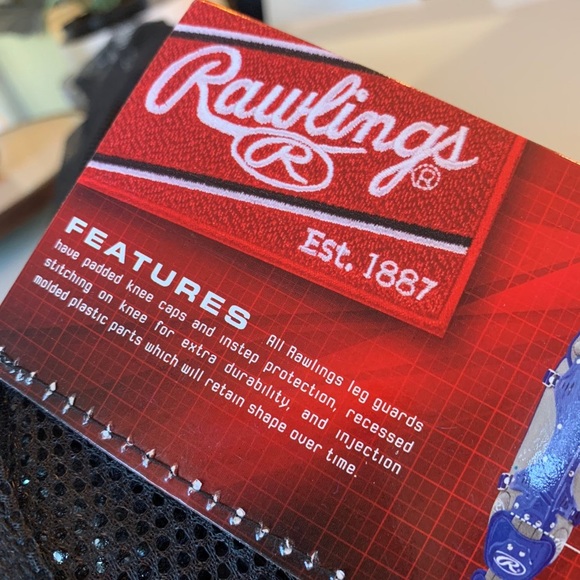 Rawlings®
R
Est. 1887
FEATURES All Rawlings leg guards
have padded knee caps and instep protection, recessed
stitching on knee for extra durability, and injection
molded plastic parts which will retain shape over time.
R